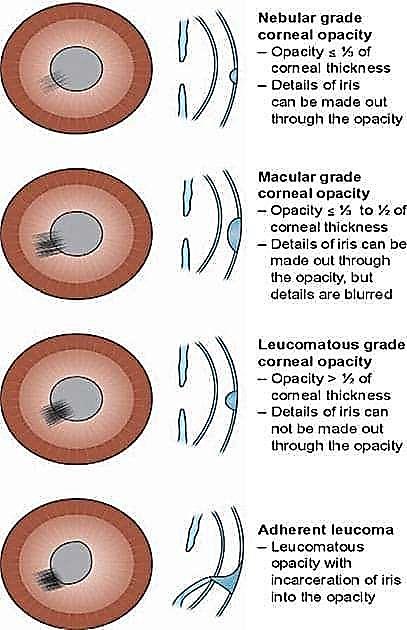 Nebular grade
corneal opacity
– Opacity ≤ ⅓ of
corneal thickness
– Details of iris
can be made out
through the opacity
Macular grade
corneal opacity
– Opacity ≤ ⅓ to ½ of
corneal thickness
– Details of iris can be
made out through
the opacity, but
details are blurred
Leucomatous grade
corneal opacity
– Opacity > ½ of
corneal thickness
– Details of iris can
not be made out
through the opacity
Adherent leucoma
– Leucomatous
opacity with
incarceration of iris
into the opacity